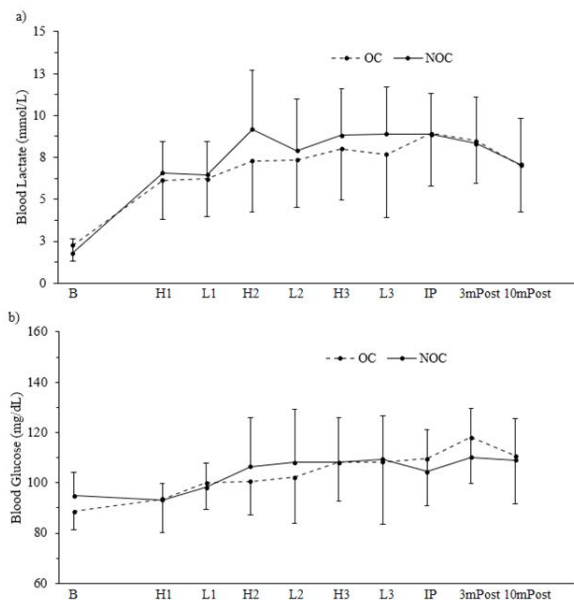 a)
15
OC NOC
13
10
8
5
3
0
Blood Lactate (mmol/L)
B H1 L1 H2 L2 H3 L3 IP 3mPost 10mPost
b)
160
OC NOC
140
120
100
80
60
Blood Glucose (mg/dL)
B H1 L1 H2 L2 H3 L3 IP 3mPost 10mPost